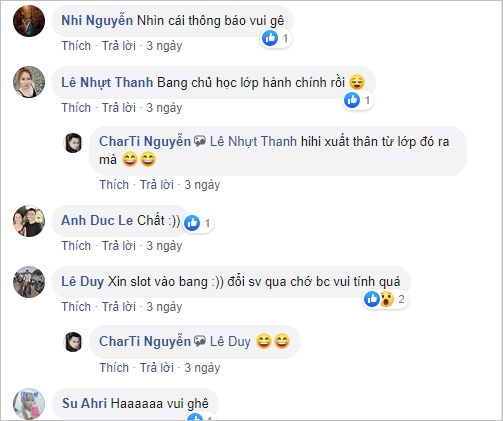 Nhi Nguyễn Nhìn cái thông báo vui gê
1
Thích · Trả lời · 3 ngày
Lê Nhựt Thanh Bang chủ học lớp hành chính rồi 😌
1
Thích · Trả lời · 3 ngày
CharTi Nguyễn Lê Nhựt Thanh hihi xuất thân từ lớp đó ra
mà 😄😄
Thích · Trả lời · 3 ngày
Anh Duc Le Chất :))
1
Thích · Trả lời · 3 ngày
Lê Duy Xin slot vào bang :)) đổi sv qua chớ bc vui tính quá
2
Thích · Trả lời · 3 ngày
CharTi Nguyễn Lê Duy 😄😄
Thích · Trả lời · 3 ngày
Su Ahri Haaaaaa vui ghê
1